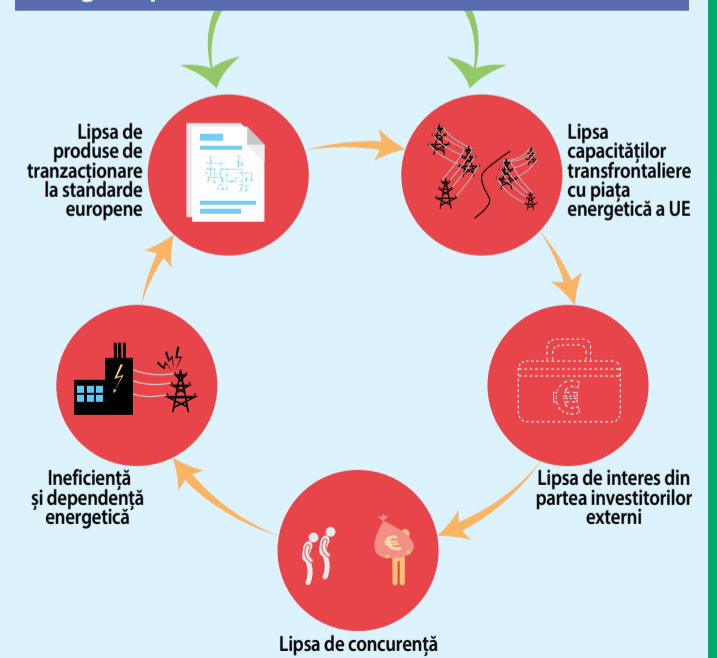 Lipsa de
produse de
tranzacționare
la standarde
europene
Lipsa
capacităților
transfrontaliere
cu piața
energetică a UE
Lipsa de interes din
partea investitorilor
externi
Lipsa de concurență
Ineficiență
și dependență
energetică